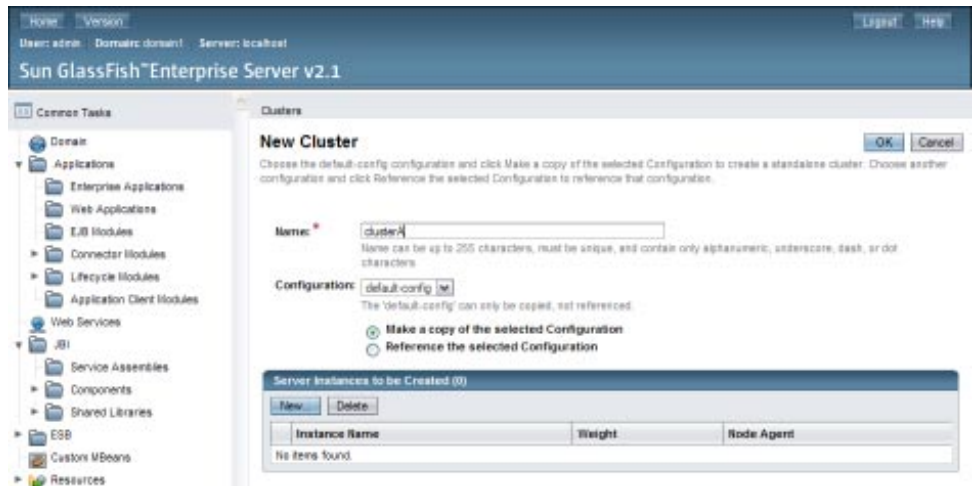 Home Version Logout Help
User: admin Domain: domain1 Server: localhost
Sun GlassFish™ Enterprise Server v2.1
Common Tasks
Domain
Applications
Enterprise Applications
Web Applications
EJB Modules
Connector Modules
Lifecycle Modules
Application Client Modules
Web Services
JBI
Service Assemblies
Components
Shared Libraries
ESB
Custom MBeans
Resources
Clusters
New Cluster
OK Cancel
Choose the default-config configuration and click Make a copy of the selected Configuration to create a standalone cluster. Choose another
configuration and click Reference the selected Configuration to reference that configuration.
Name: *
clusterA
Name can be up to 255 characters, must be unique, and contain only alphanumeric, underscore, dash, or dot
characters
Configuration: default-config
The 'default-config' can only be copied, not referenced.
Make a copy of the selected Configuration
Reference the selected Configuration
Server Instances to be Created (0)
New... Delete
Instance Name Weight Node Agent
No items found.